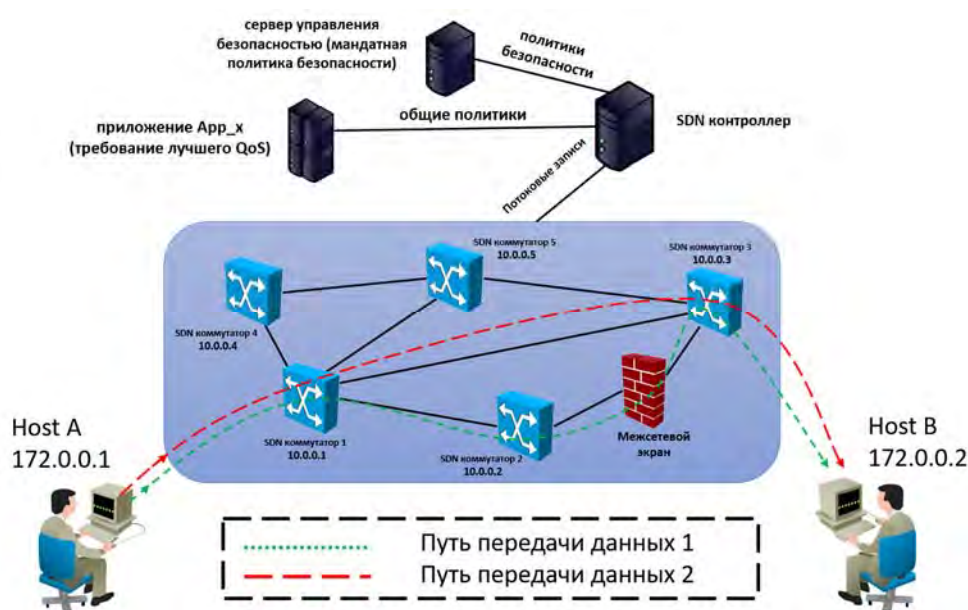 сервер управления
безопасностью (мандатная
политика безопасности)
политики
безопасности
приложение App_x
(требование лучшего QoS)
общие политики
SDN контроллер
Потоковые записи
SDN коммутатор 5
10.0.0.5
SDN коммутатор 3
10.0.0.3
SDN коммутатор 4
10.0.0.4
SDN коммутатор 1
10.0.0.1
SDN коммутатор 2
10.0.0.2
Межсетевой
экран
Host A
172.0.0.1
Host B
172.0.0.2
Путь передачи данных 1
Путь передачи данных 2